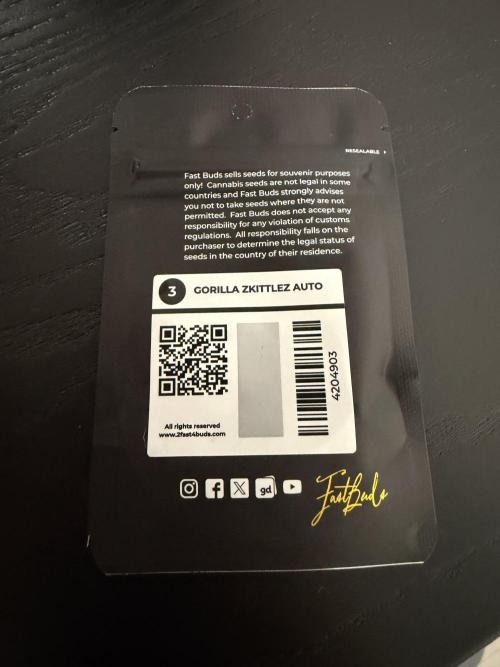 RESEALABLE
Fast Buds sells seeds for souvenir purposes
only! Cannabis seeds are not legal in some
countries and Fast Buds strongly advises
you not to take seeds where they are not
permitted. Fast Buds does not accept any
responsibility for any violation of customs
regulations. All responsibility falls on the
purchaser to determine the legal status of
seeds in the country of their residence.
3 GORILLA ZKITTLEZ AUTO
4204903
All rights reserved
www.2fast4buds.com
gd
FastBuds